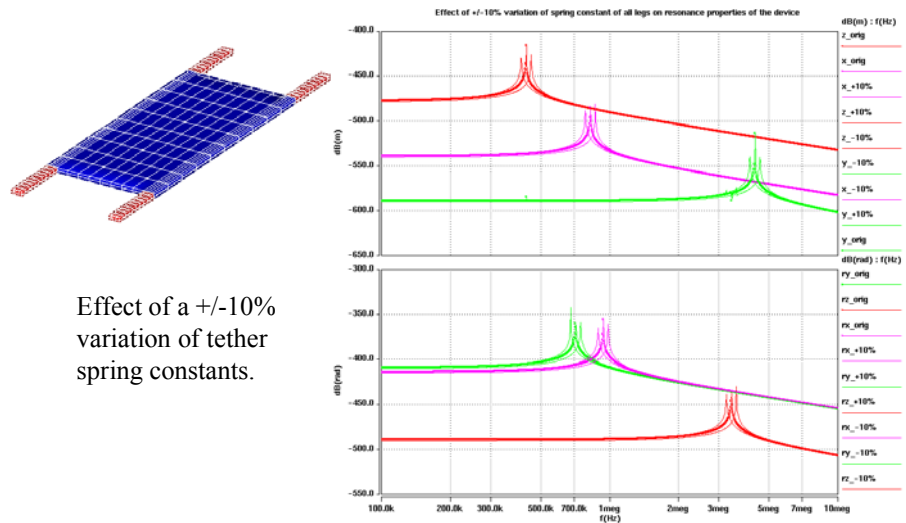 Effect of +/-10% variation of spring constant of all legs on resonance properties of the device
dB(m) : f(Hz)
z_orig
x_orig
x_+10%
z_+10%
z_-10%
y_-10%
x_-10%
y_+10%
y_orig
-400.0
-450.0
-500.0
-550.0
-600.0
-650.0
dB(m)
dB(rad) : f(Hz)
ry_orig
rz_orig
rx_orig
rx_+10%
ry_+10%
rz_+10%
rx_-10%
ry_-10%
rz_-10%
-300.0
-350.0
-400.0
-450.0
-500.0
-550.0
dB(rad)
100.0k
200.0k
300.0k
500.0k
700.0k
1meg
2meg
3meg
5meg
7meg
10meg
f(Hz)
Effect of a +/-10%
variation of tether
spring constants.